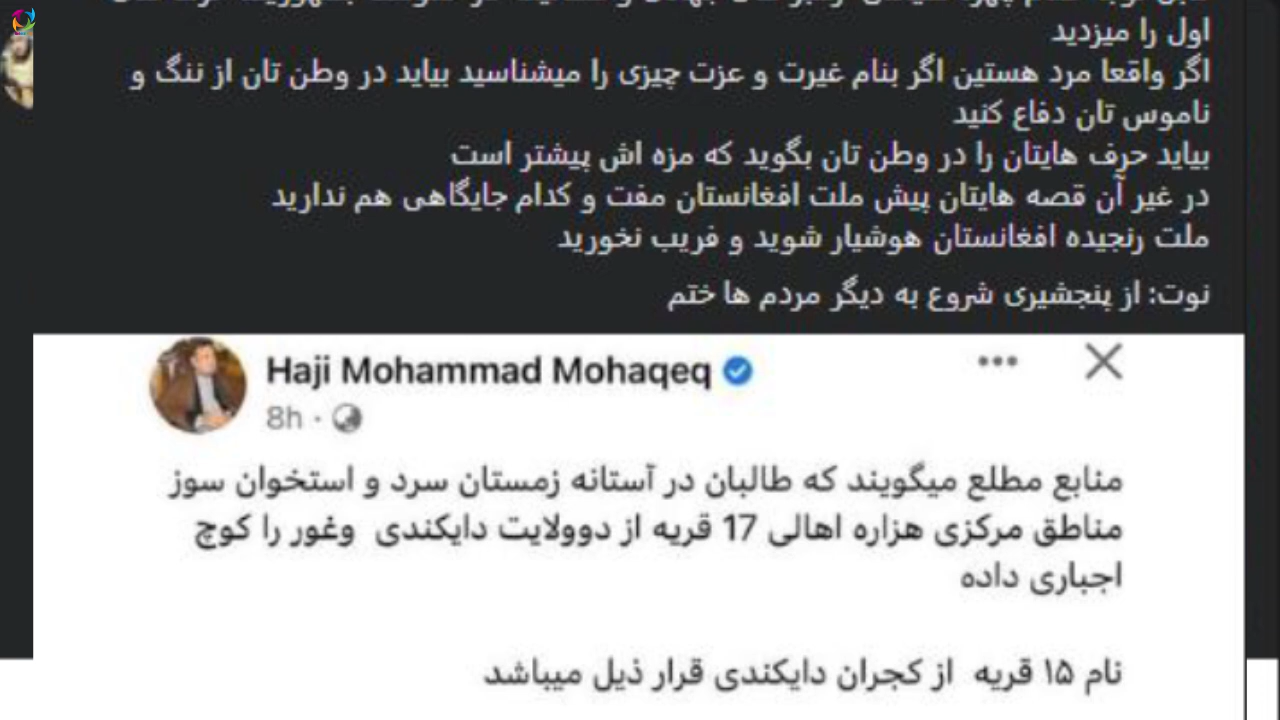 اول را میزدید
اگر واقعا مرد هستین اگر بنام غیرت و عزت چیزی را میشناسید بیاید در وطن تان از ننگ و
ناموس تان دفاع کنید
بیاید حرف هایتان را در وطن تان بگوید که مزه اش پیشتر است
در غیر آن قصه هایتان پیش ملت افغانستان مفت و کدام جایگاهی هم ندارید
ملت رنجیده افغانستان هوشیار شوید و فریب نخورید
نوت: از پنجشیری شروع به دیگر مردم ها ختم
Haji Mohammad Mohaqeq
8h
منابع مطلع میگویند که طالبان در آستانه زمستان سرد و استخوان سوز
مناطق مرکزی هزاره اهالی 17 قریه از دوولایت دایکندی وغور را کوچ
اجباری داده
نام ۱۵ قریه از کجران دایکندی قرار ذیل میباشد